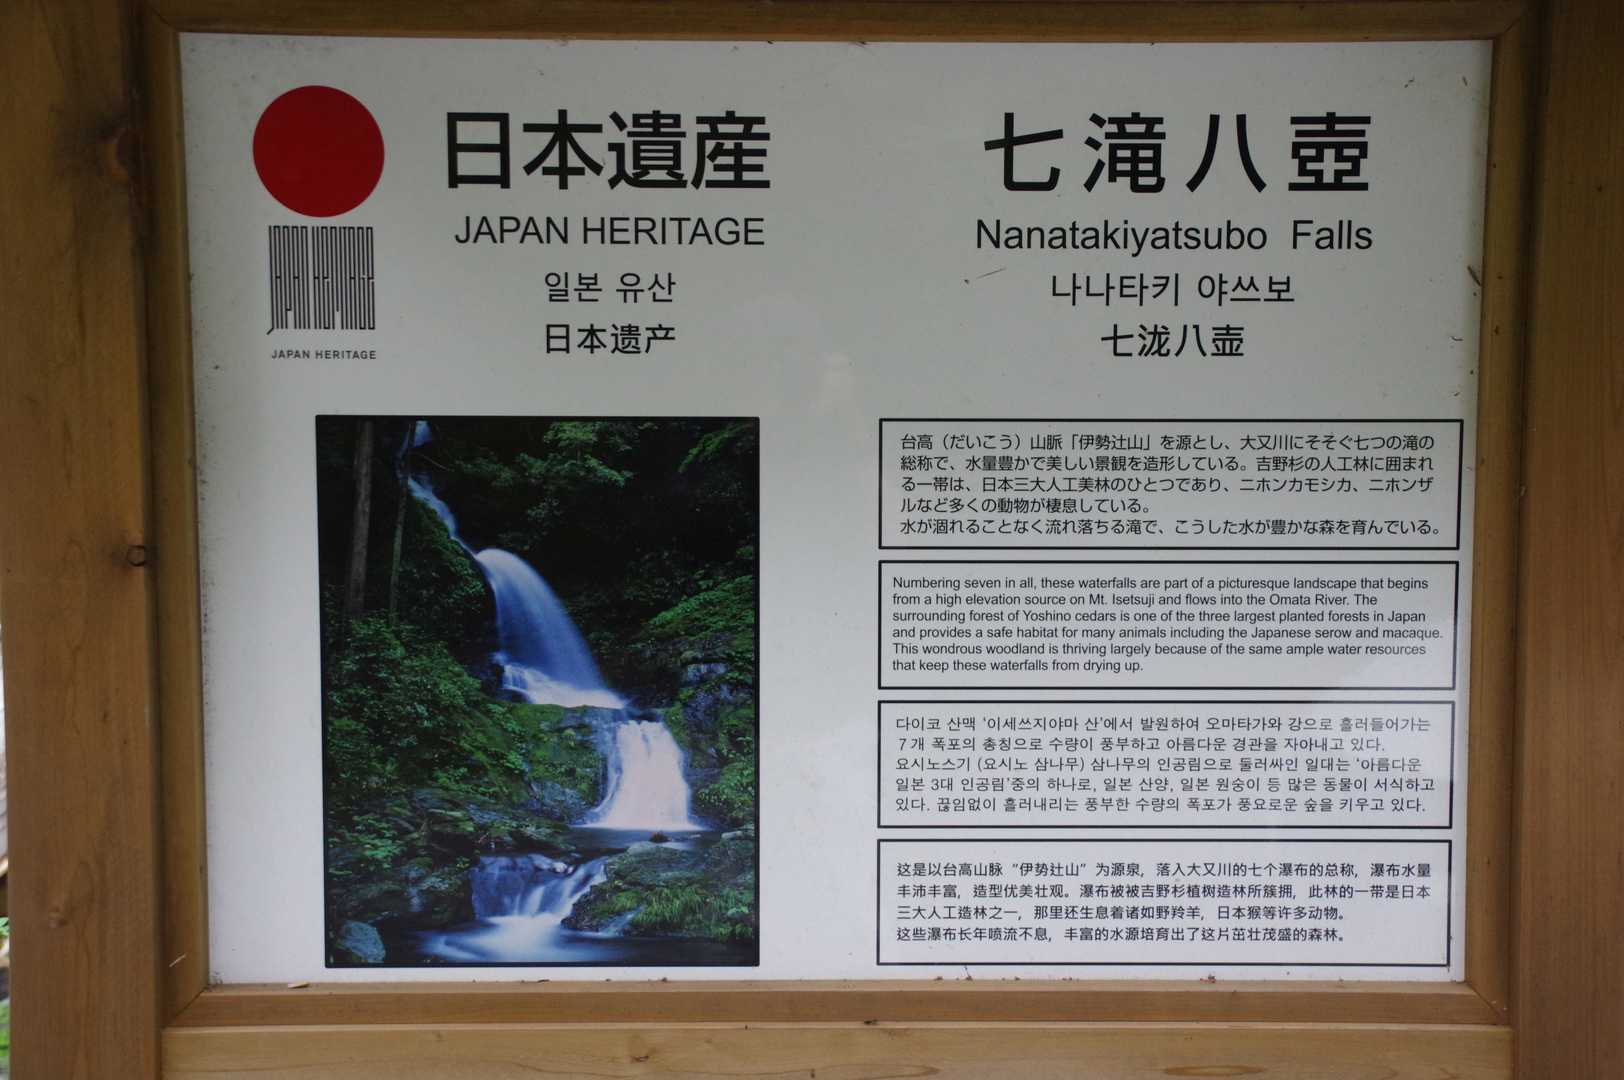 日本遺産
JAPAN HERITAGE
일본 유산
日本遗产
JAPAN HERITAGE
JAPAN HERITAGE
七滝八壺
Nanatakiyatsubo Falls
나나타키 야쓰보
七泷八壶
台高（だいこう）山脈「伊勢辻山」を源とし、大又川にそそぐ七つの滝の
総称で、水量豊かで美しい景観を造形している。吉野杉の人工林に囲まれ
る一帯は、日本三大人工美林のひとつであり、ニホンカモシカ、ニホンザ
ルなど多くの動物が棲息している。
水が涸れることなく流れ落ちる滝で、こうした水が豊かな森を育んでいる。
Numbering seven in all, these waterfalls are part of a picturesque landscape that begins
from a high elevation source on Mt. Isetsuji and flows into the Omata River. The
surrounding forest of Yoshino cedars is one of the three largest planted forests in Japan
and provides a safe habitat for many animals including the Japanese serow and macaque.
This wondrous woodland is thriving largely because of the same ample water resources
that keep these waterfalls from drying up.
다이코 산맥 ‘이세쓰지야마 산’에서 발원하여 오마타가와 강으로 흘러들어가는
７개 폭포의 총칭으로 수량이 풍부하고 아름다운 경관을 자아내고 있다.
요시노스기 (요시노 삼나무) 삼나무의 인공림으로 둘러싸인 일대는 ‘아름다운
일본 3대 인공림’중의 하나로, 일본 산양, 일본 원숭이 등 많은 동물이 서식하고
있다. 끊임없이 흘러내리는 풍부한 수량의 폭포가 풍요로운 숲을 키우고 있다.
这是以台高山脉“伊势辻山”为源泉，落入大又川的七个瀑布的总称，瀑布水量
丰沛丰富，造型优美壮观。瀑布被被吉野杉植树造林所簇拥，此林的一带是日本
三大人工造林之一，那里还生息着诸如野羚羊，日本猴等许多动物。
这些瀑布长年喷流不息，丰富的水源培育出了这片茁壮茂盛的森林。